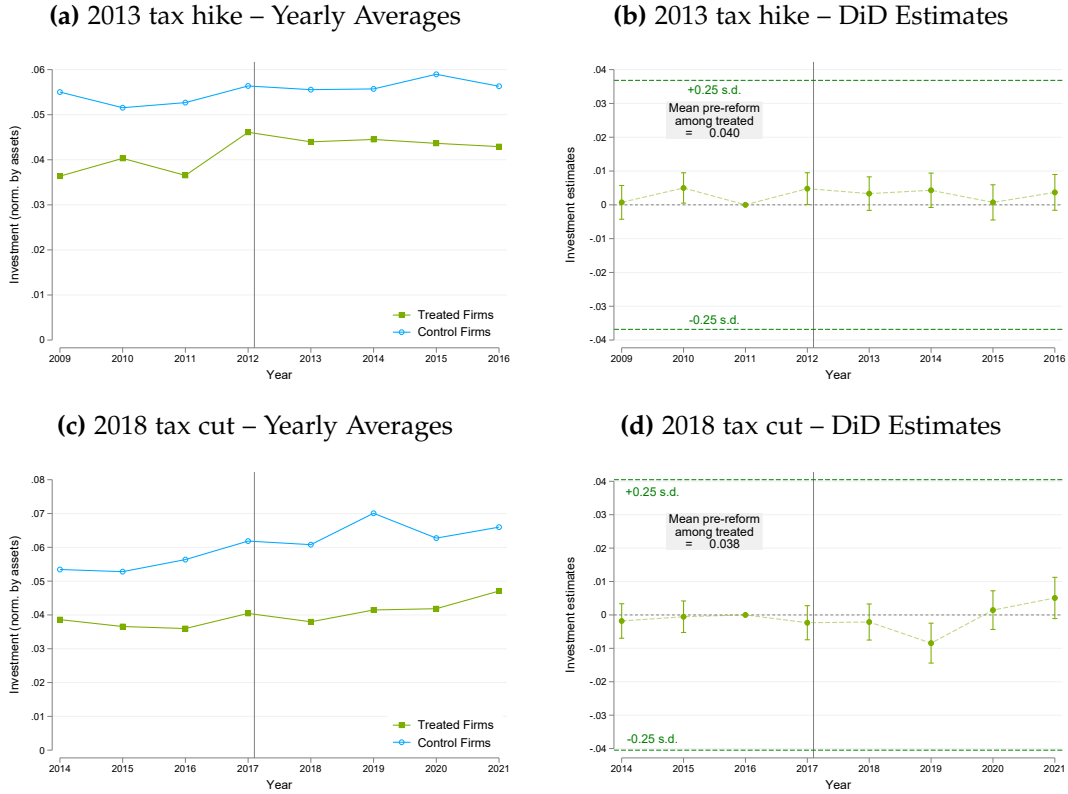 (a) 2013 tax hike – Yearly Averages
.06
.05
.04
.03
.02
.01
0
Investment (norm. by assets)
Treated Firms
Control Firms
2009 2010 2011 2012 2013 2014 2015 2016
Year
(b) 2013 tax hike – DiD Estimates
.04
.03
.02
.01
0
-.01
-.02
-.03
-.04
Investment estimates
+0.25 s.d.
Mean pre-reform
among treated
= 0.040
-0.25 s.d.
2009 2010 2011 2012 2013 2014 2015 2016
Year
(c) 2018 tax cut – Yearly Averages
.08
.07
.06
.05
.04
.03
.02
.01
0
Investment (norm. by assets)
Treated Firms
Control Firms
2014 2015 2016 2017 2018 2019 2020 2021
Year
(d) 2018 tax cut – DiD Estimates
.04
.03
.02
.01
0
-.01
-.02
-.03
-.04
Investment estimates
+0.25 s.d.
Mean pre-reform
among treated
= 0.038
-0.25 s.d.
2014 2015 2016 2017 2018 2019 2020 2021
Year